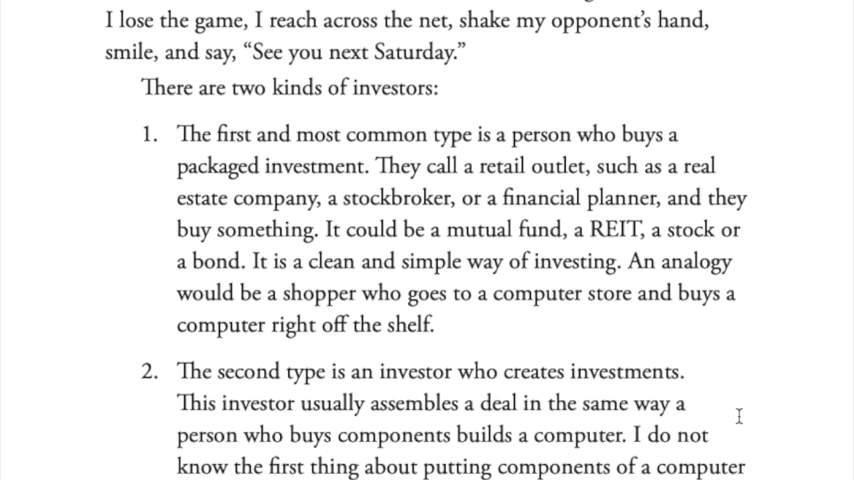 I lose the game, I reach across the net, shake my opponent’s hand,
smile, and say, “See you next Saturday.”
There are two kinds of investors:
1. The first and most common type is a person who buys a
packaged investment. They call a retail outlet, such as a real
estate company, a stockbroker, or a financial planner, and they
buy something. It could be a mutual fund, a REIT, a stock or
a bond. It is a clean and simple way of investing. An analogy
would be a shopper who goes to a computer store and buys a
computer right off the shelf.
2. The second type is an investor who creates investments.
This investor usually assembles a deal in the same way a
person who buys components builds a computer. I do not
know the first thing about putting components of a computer